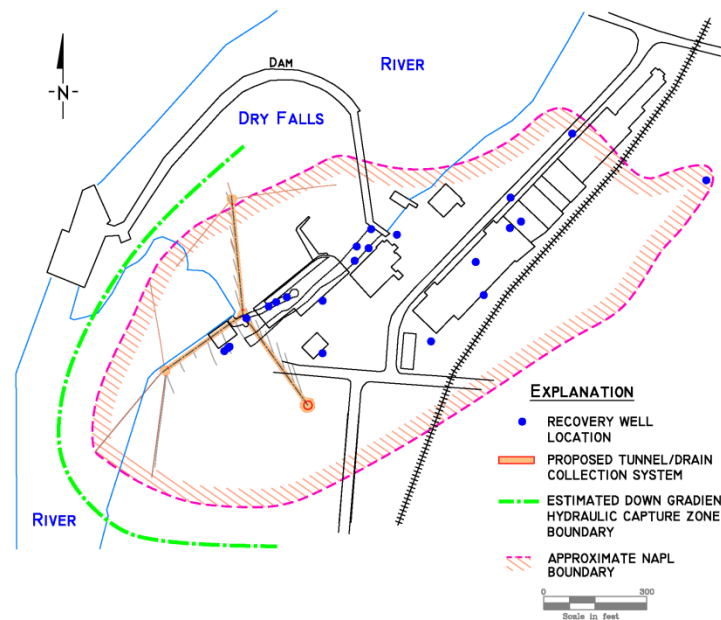 DAM
RIVER
-N-
DRY FALLS
EXPLANATION
RECOVERY WELL
LOCATION
PROPOSED TUNNEL/DRAIN
COLLECTION SYSTEM
ESTIMATED DOWN GRADIEN
HYDRAULIC CAPTURE ZONE
BOUNDARY
RIVER
APPROXIMATE NAPL
BOUNDARY
0 300
Scale in feet